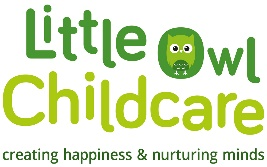 Little Owl
Childcare
creating happiness & nurturing minds